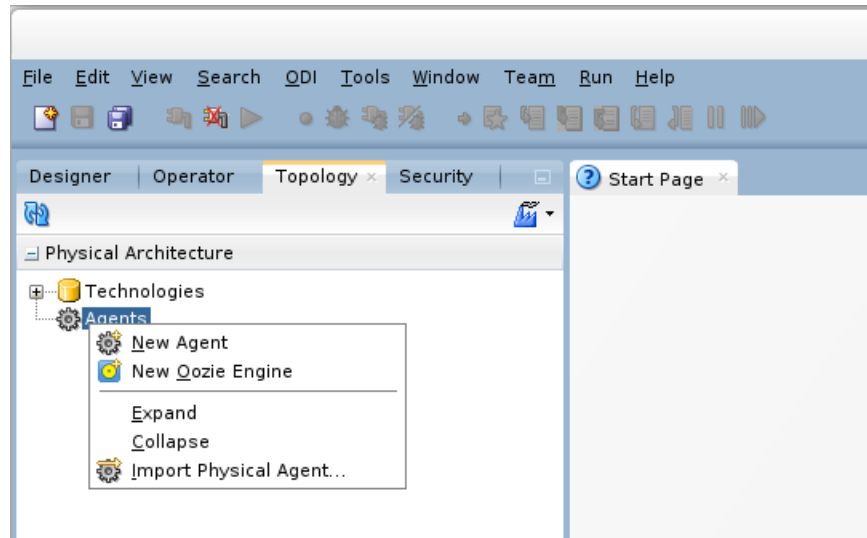 File Edit View Search ODI Tools Window Team Run Help
Designer Operator Topology Security Start Page
Physical Architecture
Technologies
Agents
New Agent
New Oozie Engine
Expand
Collapse
Import Physical Agent...